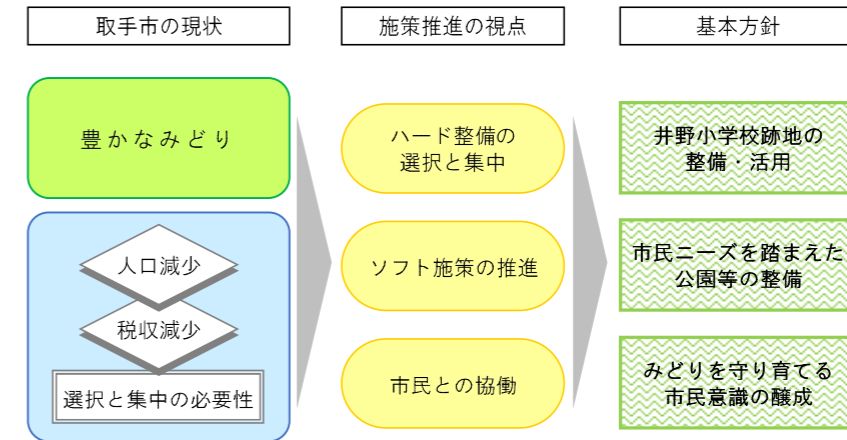 取手市の現状
施策推進の視点
基本方針
豊かなみどり
人口減少
税収減少
選択と集中の必要性
ハード整備の
選択と集中
ソフト施策の推進
市民との協働
井野小学校跡地の
整備・活用
市民ニーズを踏まえた
公園等の整備
みどりを守り育てる
市民意識の醸成